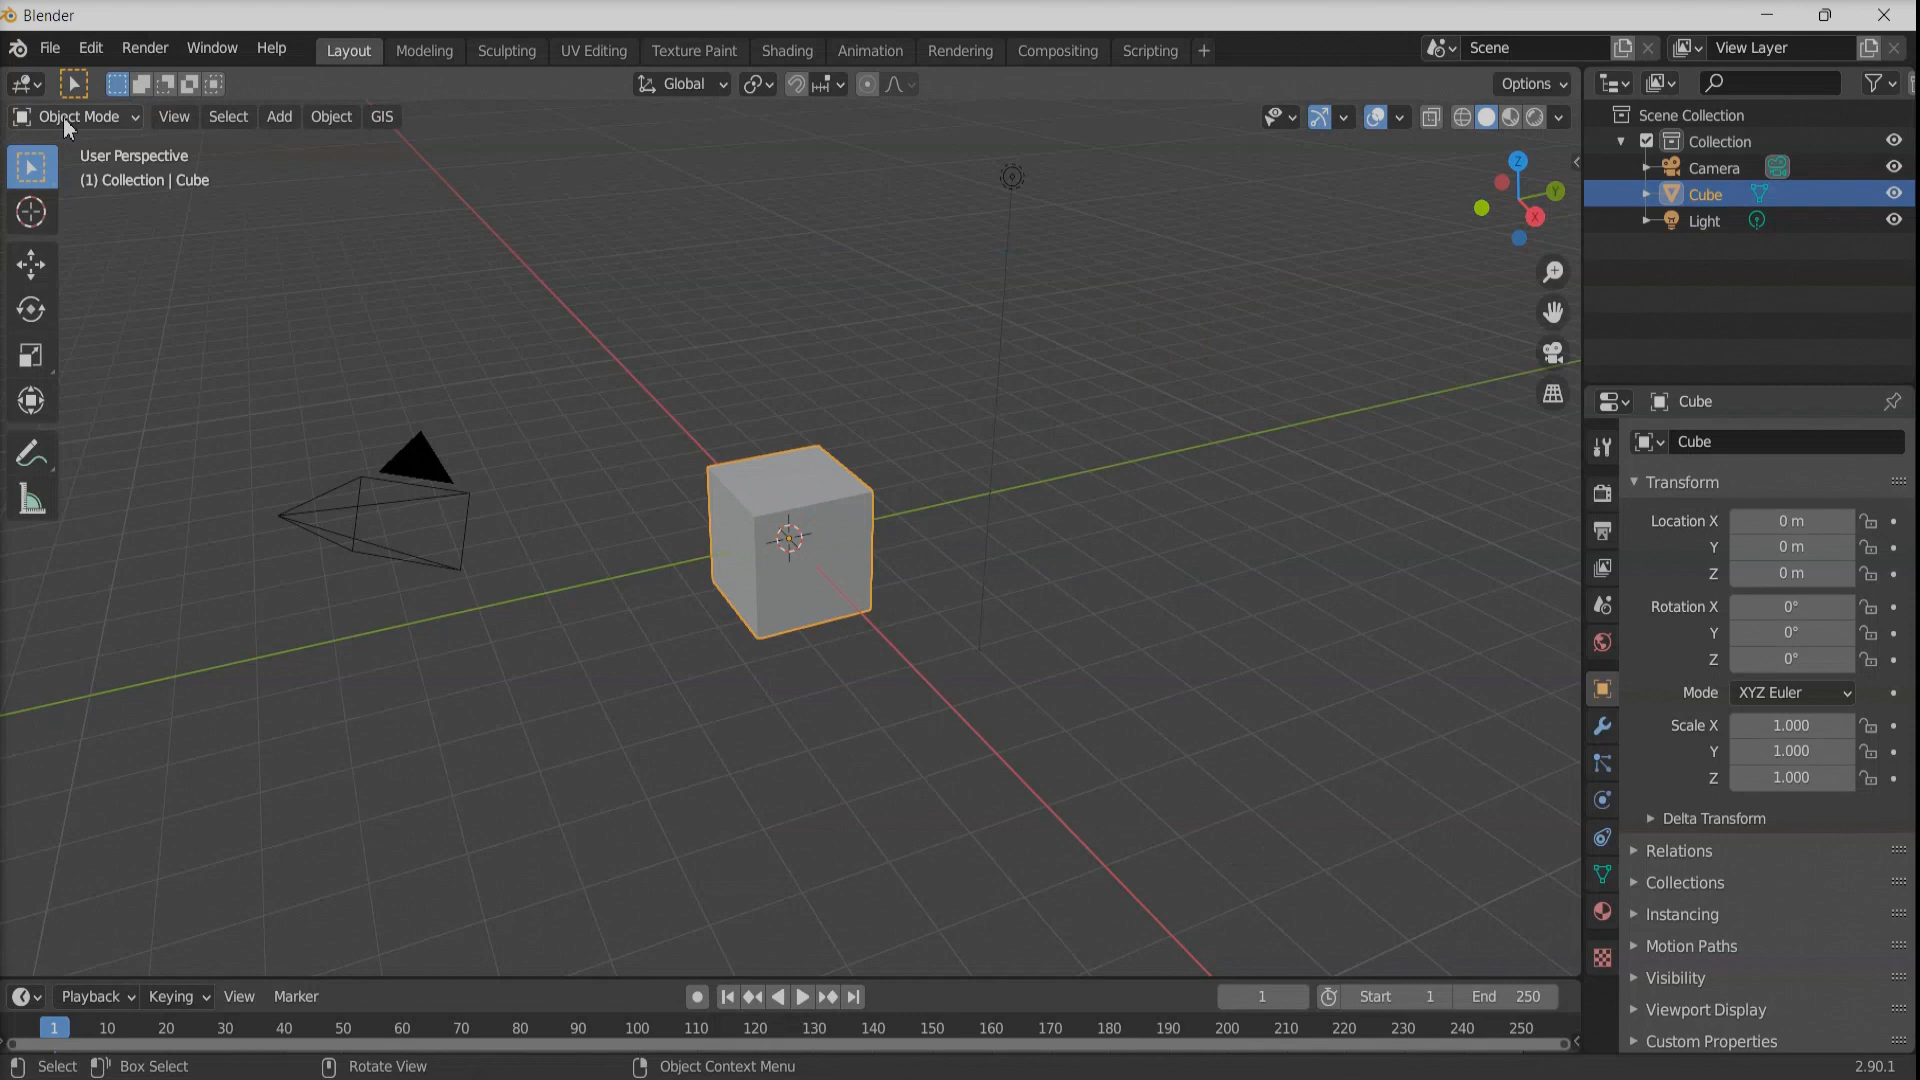 Blender
File Edit Render Window Help Layout Modeling Sculpting UV Editing Texture Paint Shading Animation Rendering Compositing Scripting + Scene View Layer
Global Options
Object Mode View Select Add Object GIS
User Perspective
(1) Collection | Cube
Z
Y
X
Scene Collection
Collection
Camera
Cube
Light
Cube
Cube
Transform
Location X 0 m
Y 0 m
Z 0 m
Rotation X 0°
Y 0°
Z 0°
Mode XYZ Euler
Scale X 1.000
Y 1.000
Z 1.000
Delta Transform
Relations
Collections
Instancing
Motion Paths
Visibility
Viewport Display
Custom Properties
Playback Keying View Marker 1 Start 1 End 250
1 10 20 30 40 50 60 70 80 90 100 110 120 130 140 150 160 170 180 190 200 210 220 230 240 250
Select Box Select Rotate View Object Context Menu 2.90.1